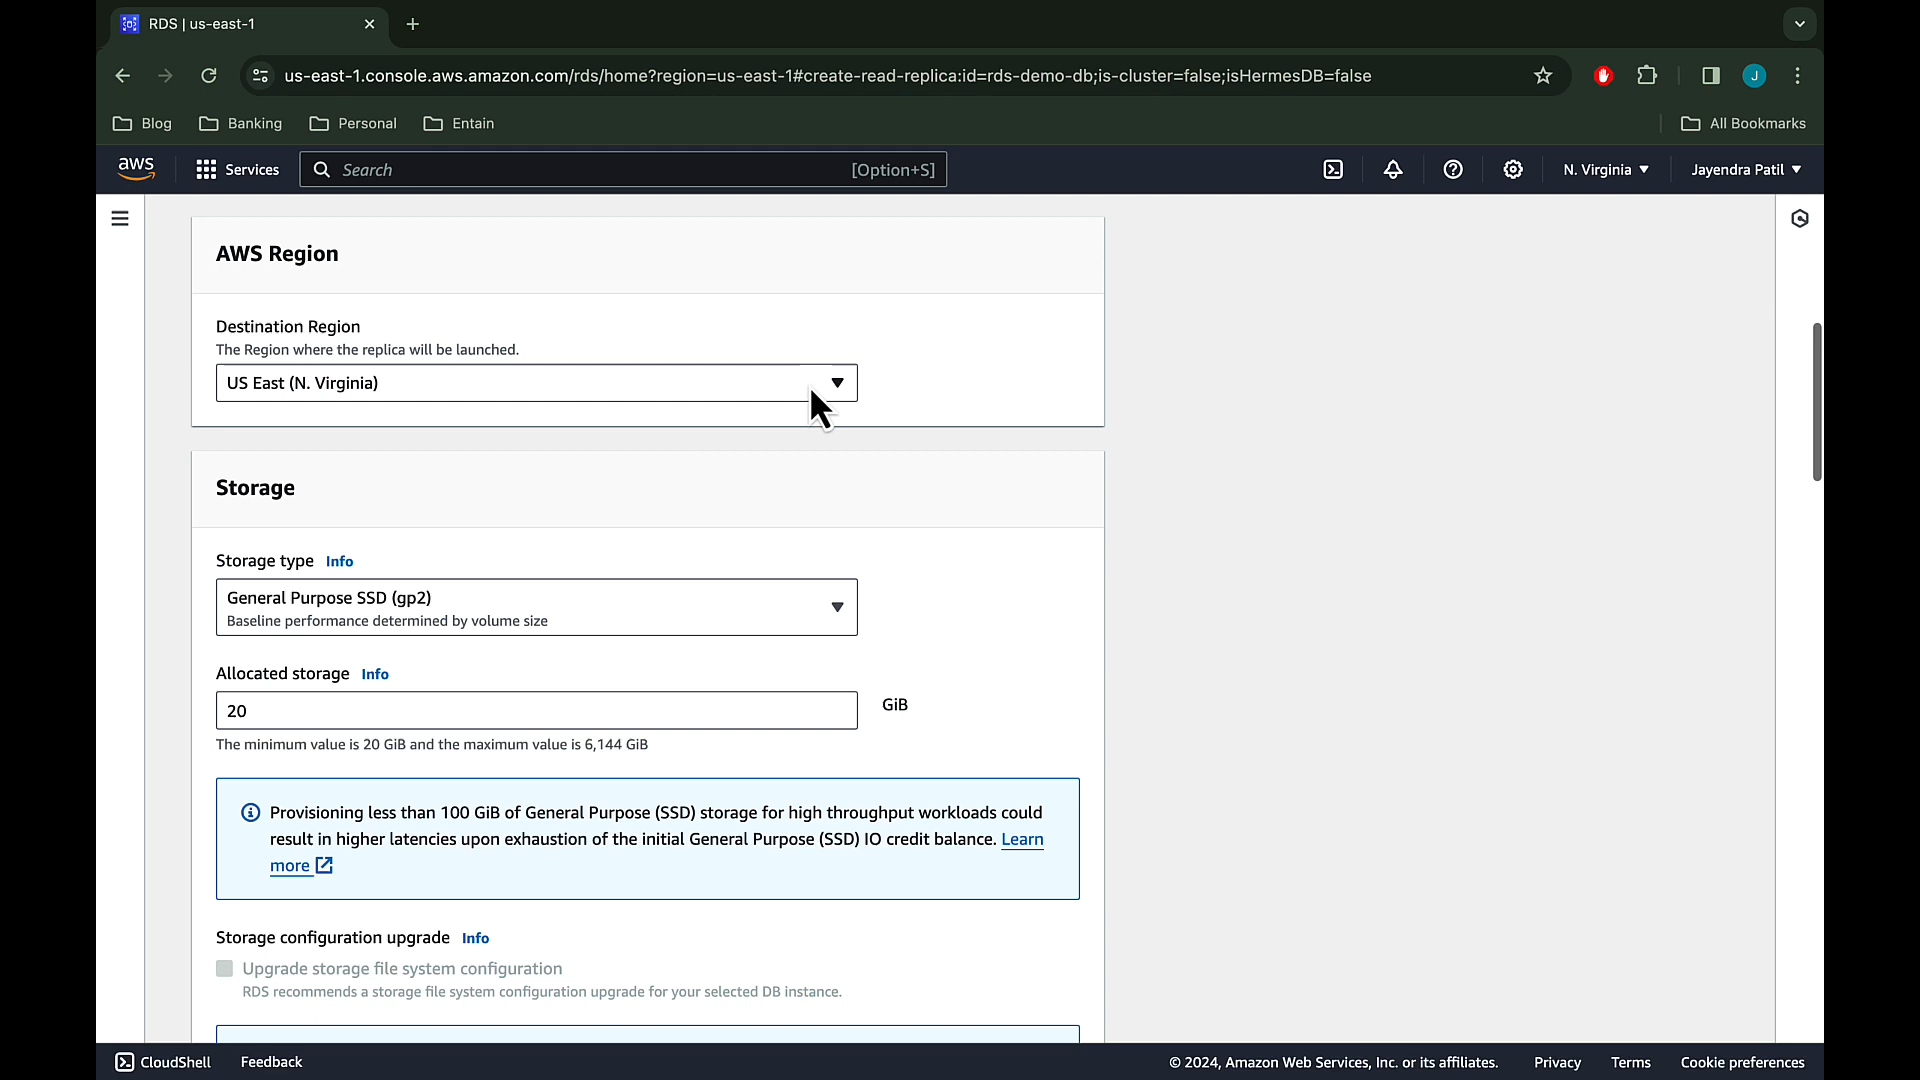 RDS | us-east-1
us-east-1.console.aws.amazon.com/rds/home?region=us-east-1#create-read-replica:id=rds-demo-db;is-cluster=false;isHermesDB=false
J
Blog
Banking
Personal
Entain
All Bookmarks
aws
Services
Search
[Option+S]
N. Virginia
Jayendra Patil
AWS Region
Destination Region
The Region where the replica will be launched.
US East (N. Virginia)
Storage
Storage type Info
General Purpose SSD (gp2)
Baseline performance determined by volume size
Allocated storage Info
20
GiB
The minimum value is 20 GiB and the maximum value is 6,144 GiB
Provisioning less than 100 GiB of General Purpose (SSD) storage for high throughput workloads could
result in higher latencies upon exhaustion of the initial General Purpose (SSD) IO credit balance. Learn
more
Storage configuration upgrade Info
Upgrade storage file system configuration
RDS recommends a storage file system configuration upgrade for your selected DB instance.
CloudShell
Feedback
© 2024, Amazon Web Services, Inc. or its affiliates.
Privacy
Terms
Cookie preferences